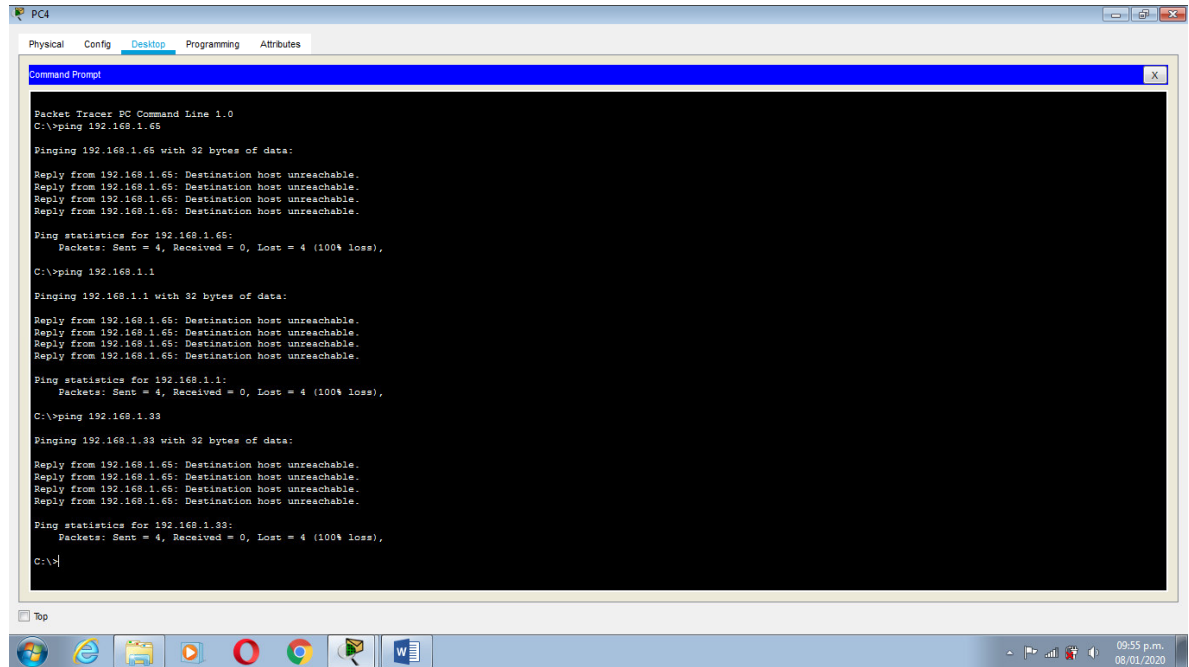 PC4
Physical Config Desktop Programming Attributes
Command Prompt
X
Packet Tracer PC Command Line 1.0
C:\>ping 192.168.1.65
Pinging 192.168.1.65 with 32 bytes of data:
Reply from 192.168.1.65: Destination host unreachable.
Reply from 192.168.1.65: Destination host unreachable.
Reply from 192.168.1.65: Destination host unreachable.
Reply from 192.168.1.65: Destination host unreachable.
Ping statistics for 192.168.1.65:
Packets: Sent = 4, Received = 0, Lost = 4 (100% loss),
C:\>ping 192.168.1.1
Pinging 192.168.1.1 with 32 bytes of data:
Reply from 192.168.1.65: Destination host unreachable.
Reply from 192.168.1.65: Destination host unreachable.
Reply from 192.168.1.65: Destination host unreachable.
Reply from 192.168.1.65: Destination host unreachable.
Ping statistics for 192.168.1.1:
Packets: Sent = 4, Received = 0, Lost = 4 (100% loss),
C:\>ping 192.168.1.33
Pinging 192.168.1.33 with 32 bytes of data:
Reply from 192.168.1.65: Destination host unreachable.
Reply from 192.168.1.65: Destination host unreachable.
Reply from 192.168.1.65: Destination host unreachable.
Reply from 192.168.1.65: Destination host unreachable.
Ping statistics for 192.168.1.33:
Packets: Sent = 4, Received = 0, Lost = 4 (100% loss),
C:\>
Top
09:55 p.m.
08/01/2020